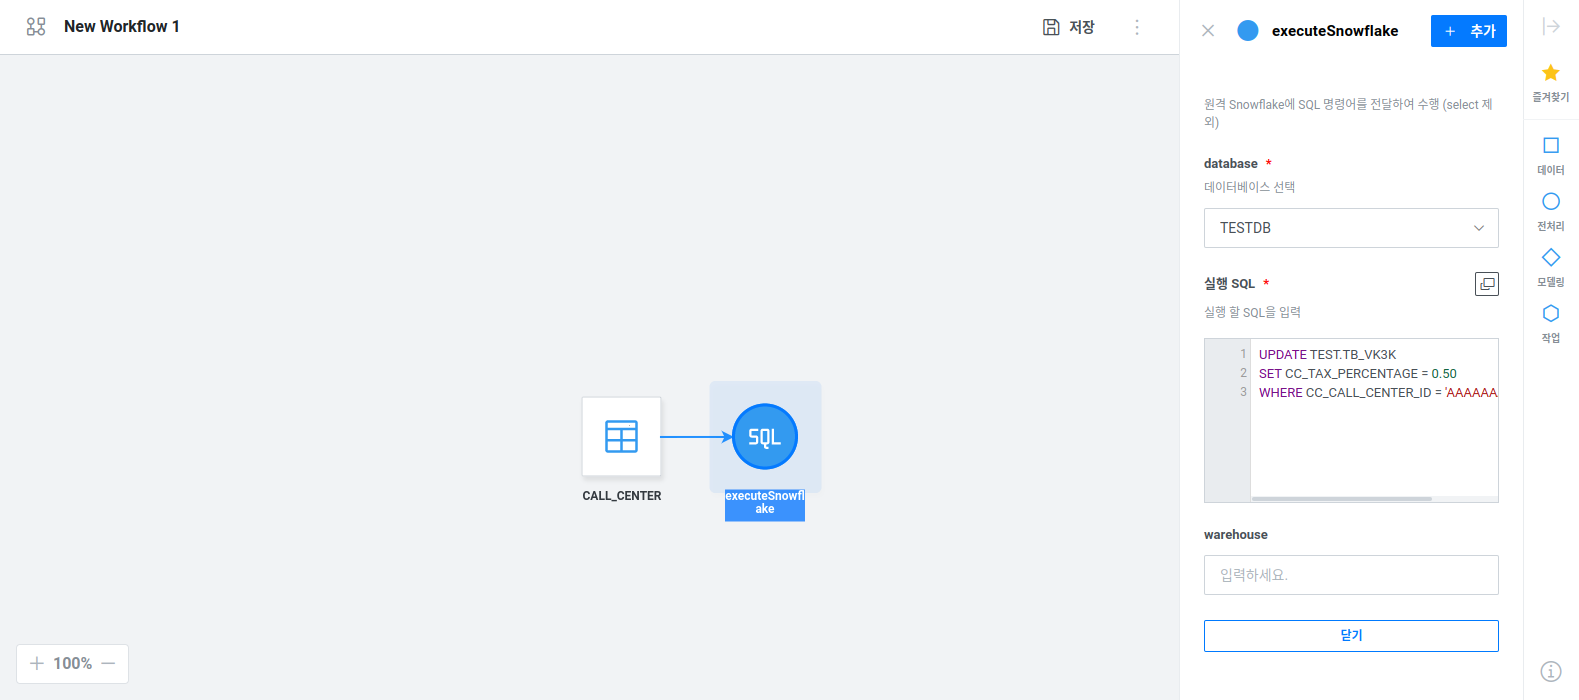 New Workflow 1
저장
executeSnowflake
추가
원격 Snowflake에 SQL 명령어를 전달하여 수행 (select 제
외)
database *
데이터베이스 선택
TESTDB
실행 SQL *
실행 할 SQL을 입력
1 UPDATE TEST.TB_VK3K
2 SET CC_TAX_PERCENTAGE = 0.50
3 WHERE CC_CALL_CENTER_ID = 'AAAAAA
warehouse
입력하세요.
닫기
즐겨찾기
데이터
전처리
모델링
작업
SQL
CALL_CENTER
executeSnowfl
ake
100%